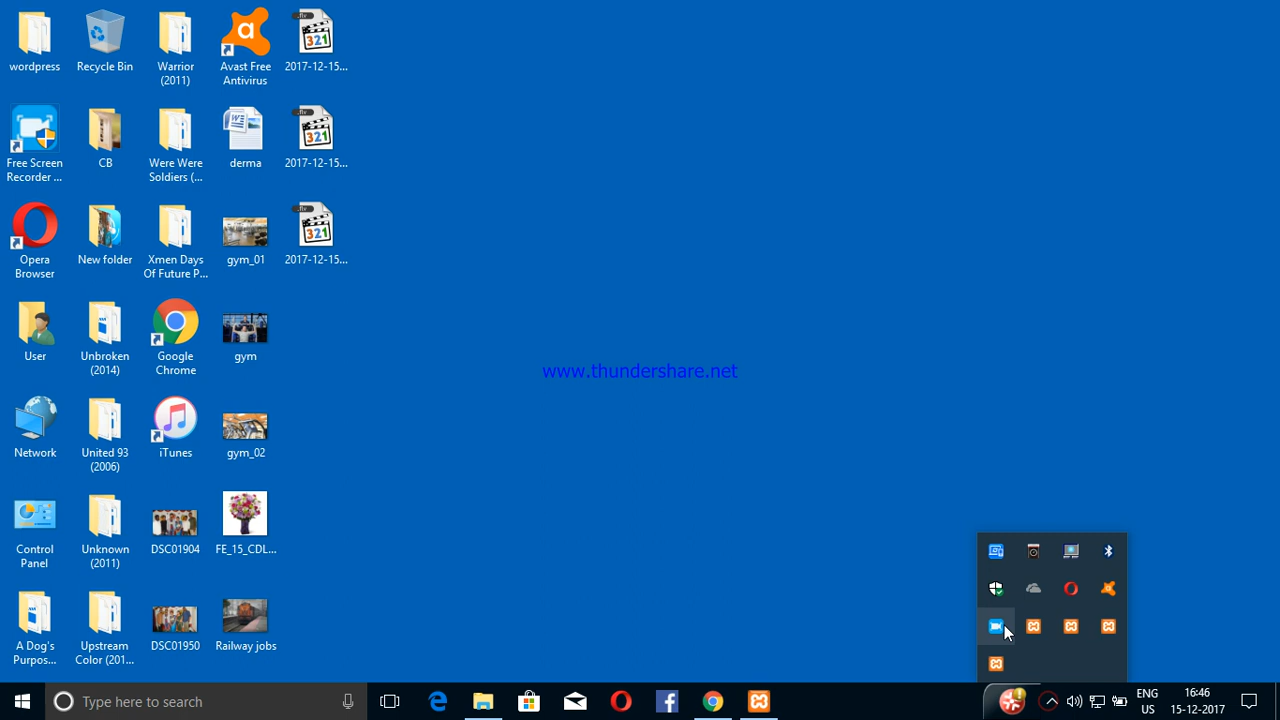 wordpress
Recycle Bin
Warrior
(2011)
Avast Free
Antivirus
2017-12-15...
Free Screen
Recorder ...
CB
Were Were
Soldiers (...
derma
2017-12-15...
Opera
Browser
New folder
Xmen Days
Of Future P...
gym_01
2017-12-15...
User
Unbroken
(2014)
Google
Chrome
gym
www.thundershare.net
Network
United 93
(2006)
iTunes
gym_02
Control
Panel
Unknown
(2011)
DSC01904
FE_15_CDL...
A Dog's
Purpos...
Upstream
Color (201...
DSC01950
Railway jobs
Type here to search
ENG
US
16:46
15-12-2017